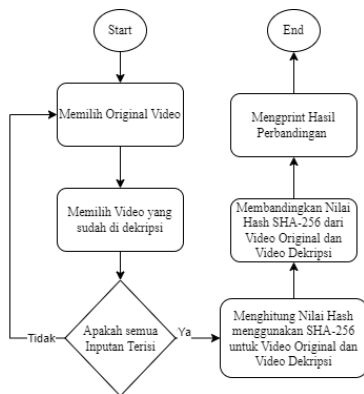 Start
Memilih Original Video
Memilih Video yang
sudah di dekripsi
Apakah semua
Inputan Terisi
Tidak
Ya
Menghitung Nilai Hash
menggunakan SHA-256
untuk Video Original dan
Video Dekripsi
Membandingkan Nilai
Hash SHA-256 dari
Video Original dan
Video Dekripsi
Mengprint Hasil
Perbandingan
End